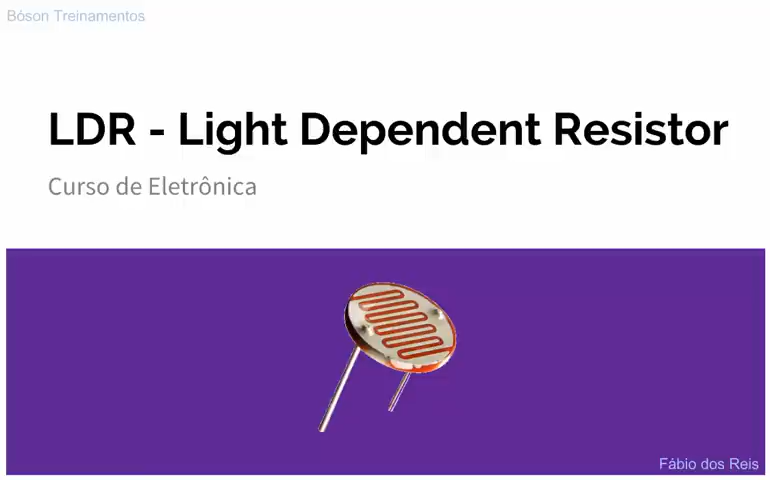 Bóson Treinamentos
LDR - Light Dependent Resistor
Curso de Eletrônica
Fábio dos Reis